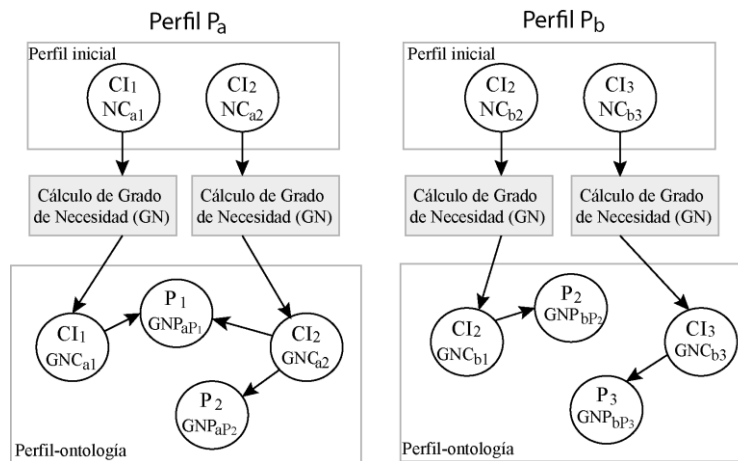 Perfil Pa
Perfil inicial
CI1
NCa1
CI2
NCa2
Cálculo de Grado
de Necesidad (GN)
Cálculo de Grado
de Necesidad (GN)
P1
GNPaP1
CI1
GNCa1
CI2
GNCa2
P2
GNPaP2
Perfil-ontología
Perfil Pb
Perfil inicial
CI2
NCb2
CI3
NCb3
Cálculo de Grado
de Necesidad (GN)
Cálculo de Grado
de Necesidad (GN)
P2
GNPbP2
CI2
GNCb1
CI3
GNCb3
P3
GNPbP3
Perfil-ontología